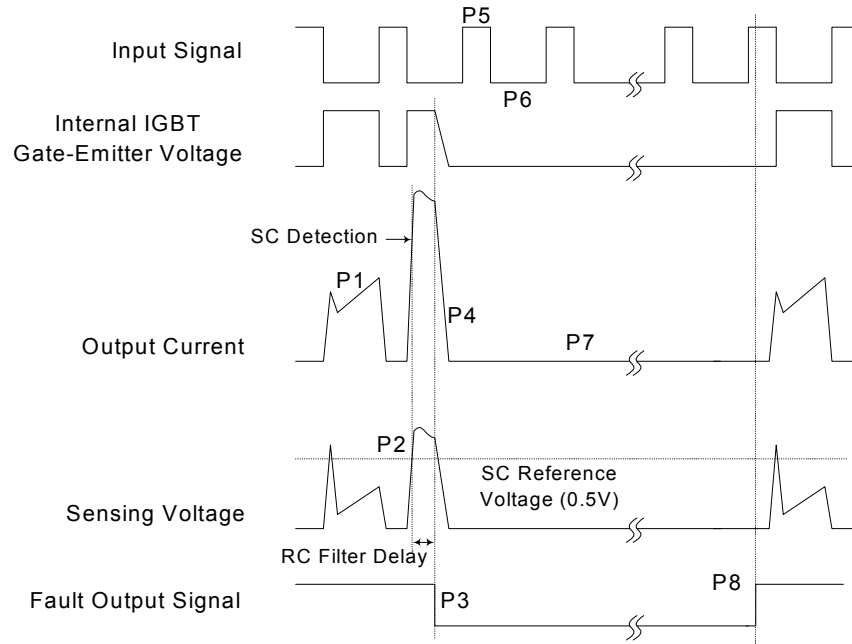 P5
Input Signal
P6
Internal IGBT
Gate-Emitter Voltage
SC Detection
P1
P4
Output Current
P7
P2
SC Reference
Voltage (0.5V)
Sensing Voltage
RC Filter Delay
P8
Fault Output Signal
P3